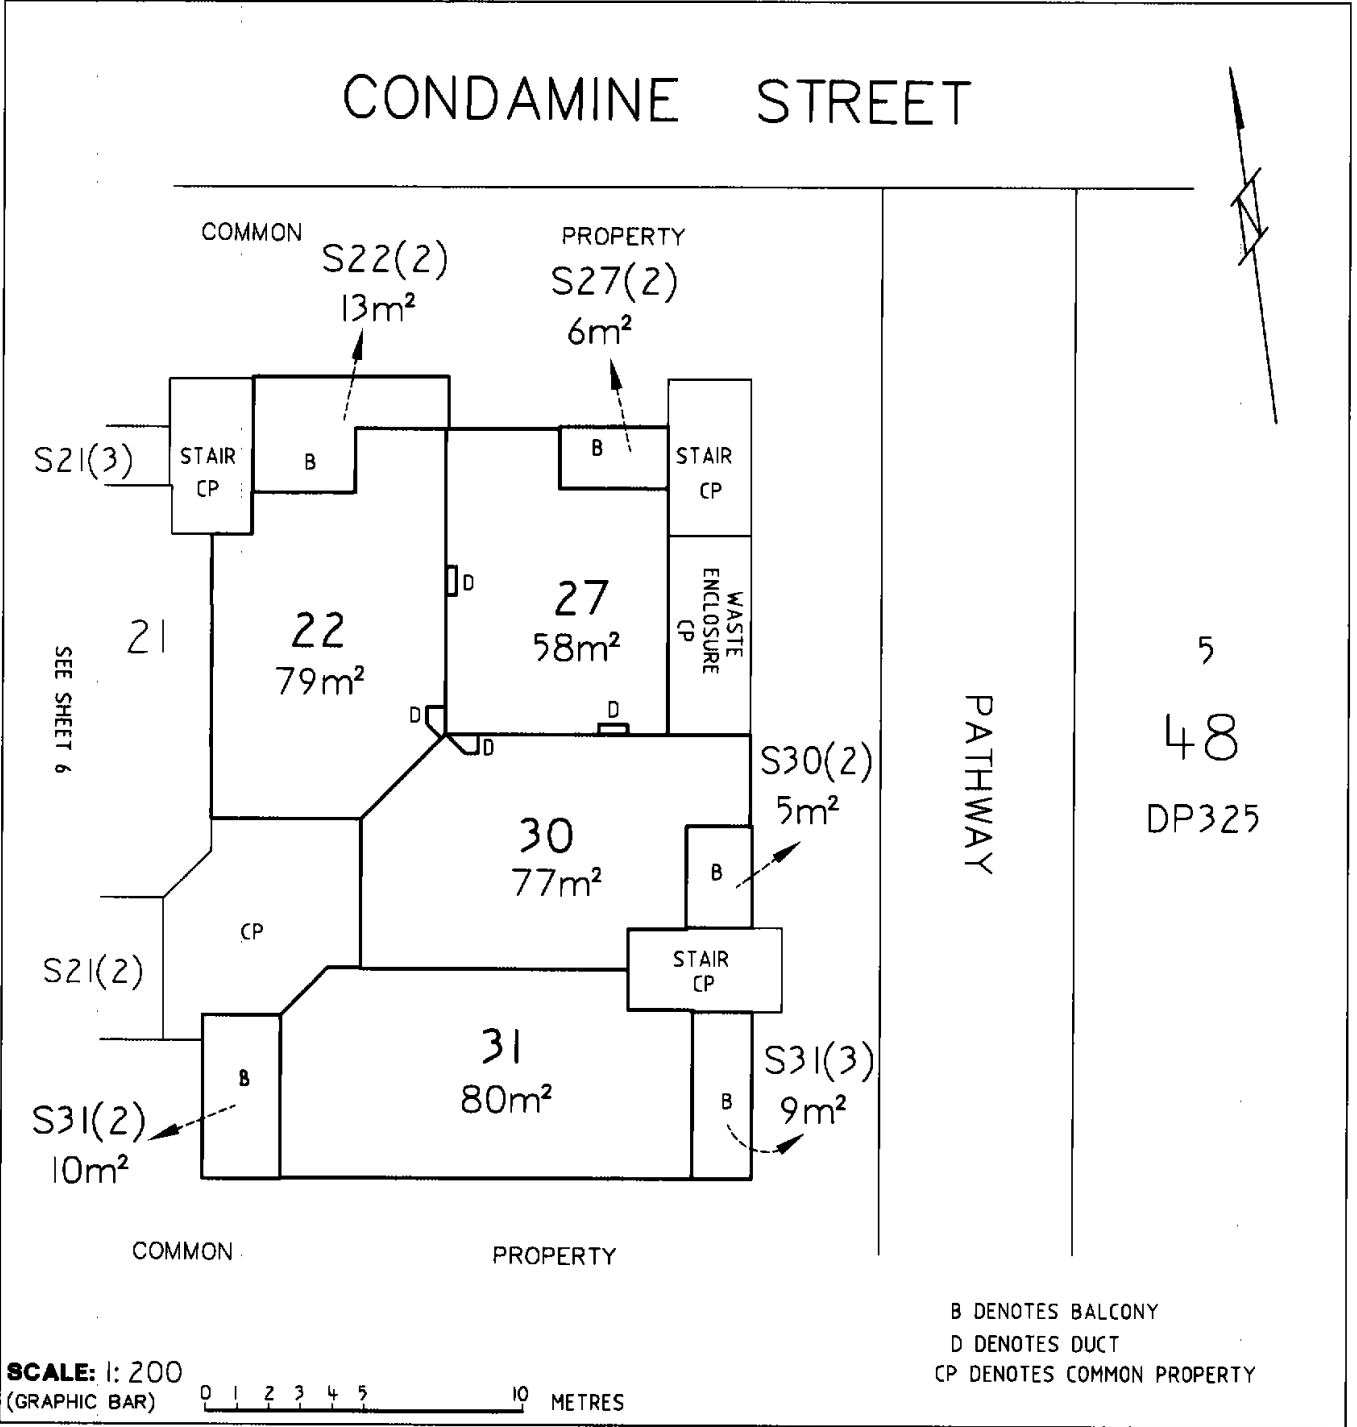 CONDAMINE STREET
COMMON PROPERTY
S22(2)
13m²
S27(2)
6m²
S21(3)
STAIR
CP
B
B
STAIR
CP
D
27
58m²
WASTE
ENCLOSURE
CP
21
22
79m²
SEE SHEET 6
D
D
D
5
48
DP325
PATHWAY
S30(2)
5m²
30
77m²
B
CP
STAIR
CP
S21(2)
31
80m²
B
B
S31(3)
9m²
S31(2)
10m²
COMMON PROPERTY
B DENOTES BALCONY
D DENOTES DUCT
CP DENOTES COMMON PROPERTY
SCALE: 1:200
(GRAPHIC BAR) 0 1 2 3 4 5 10 METRES